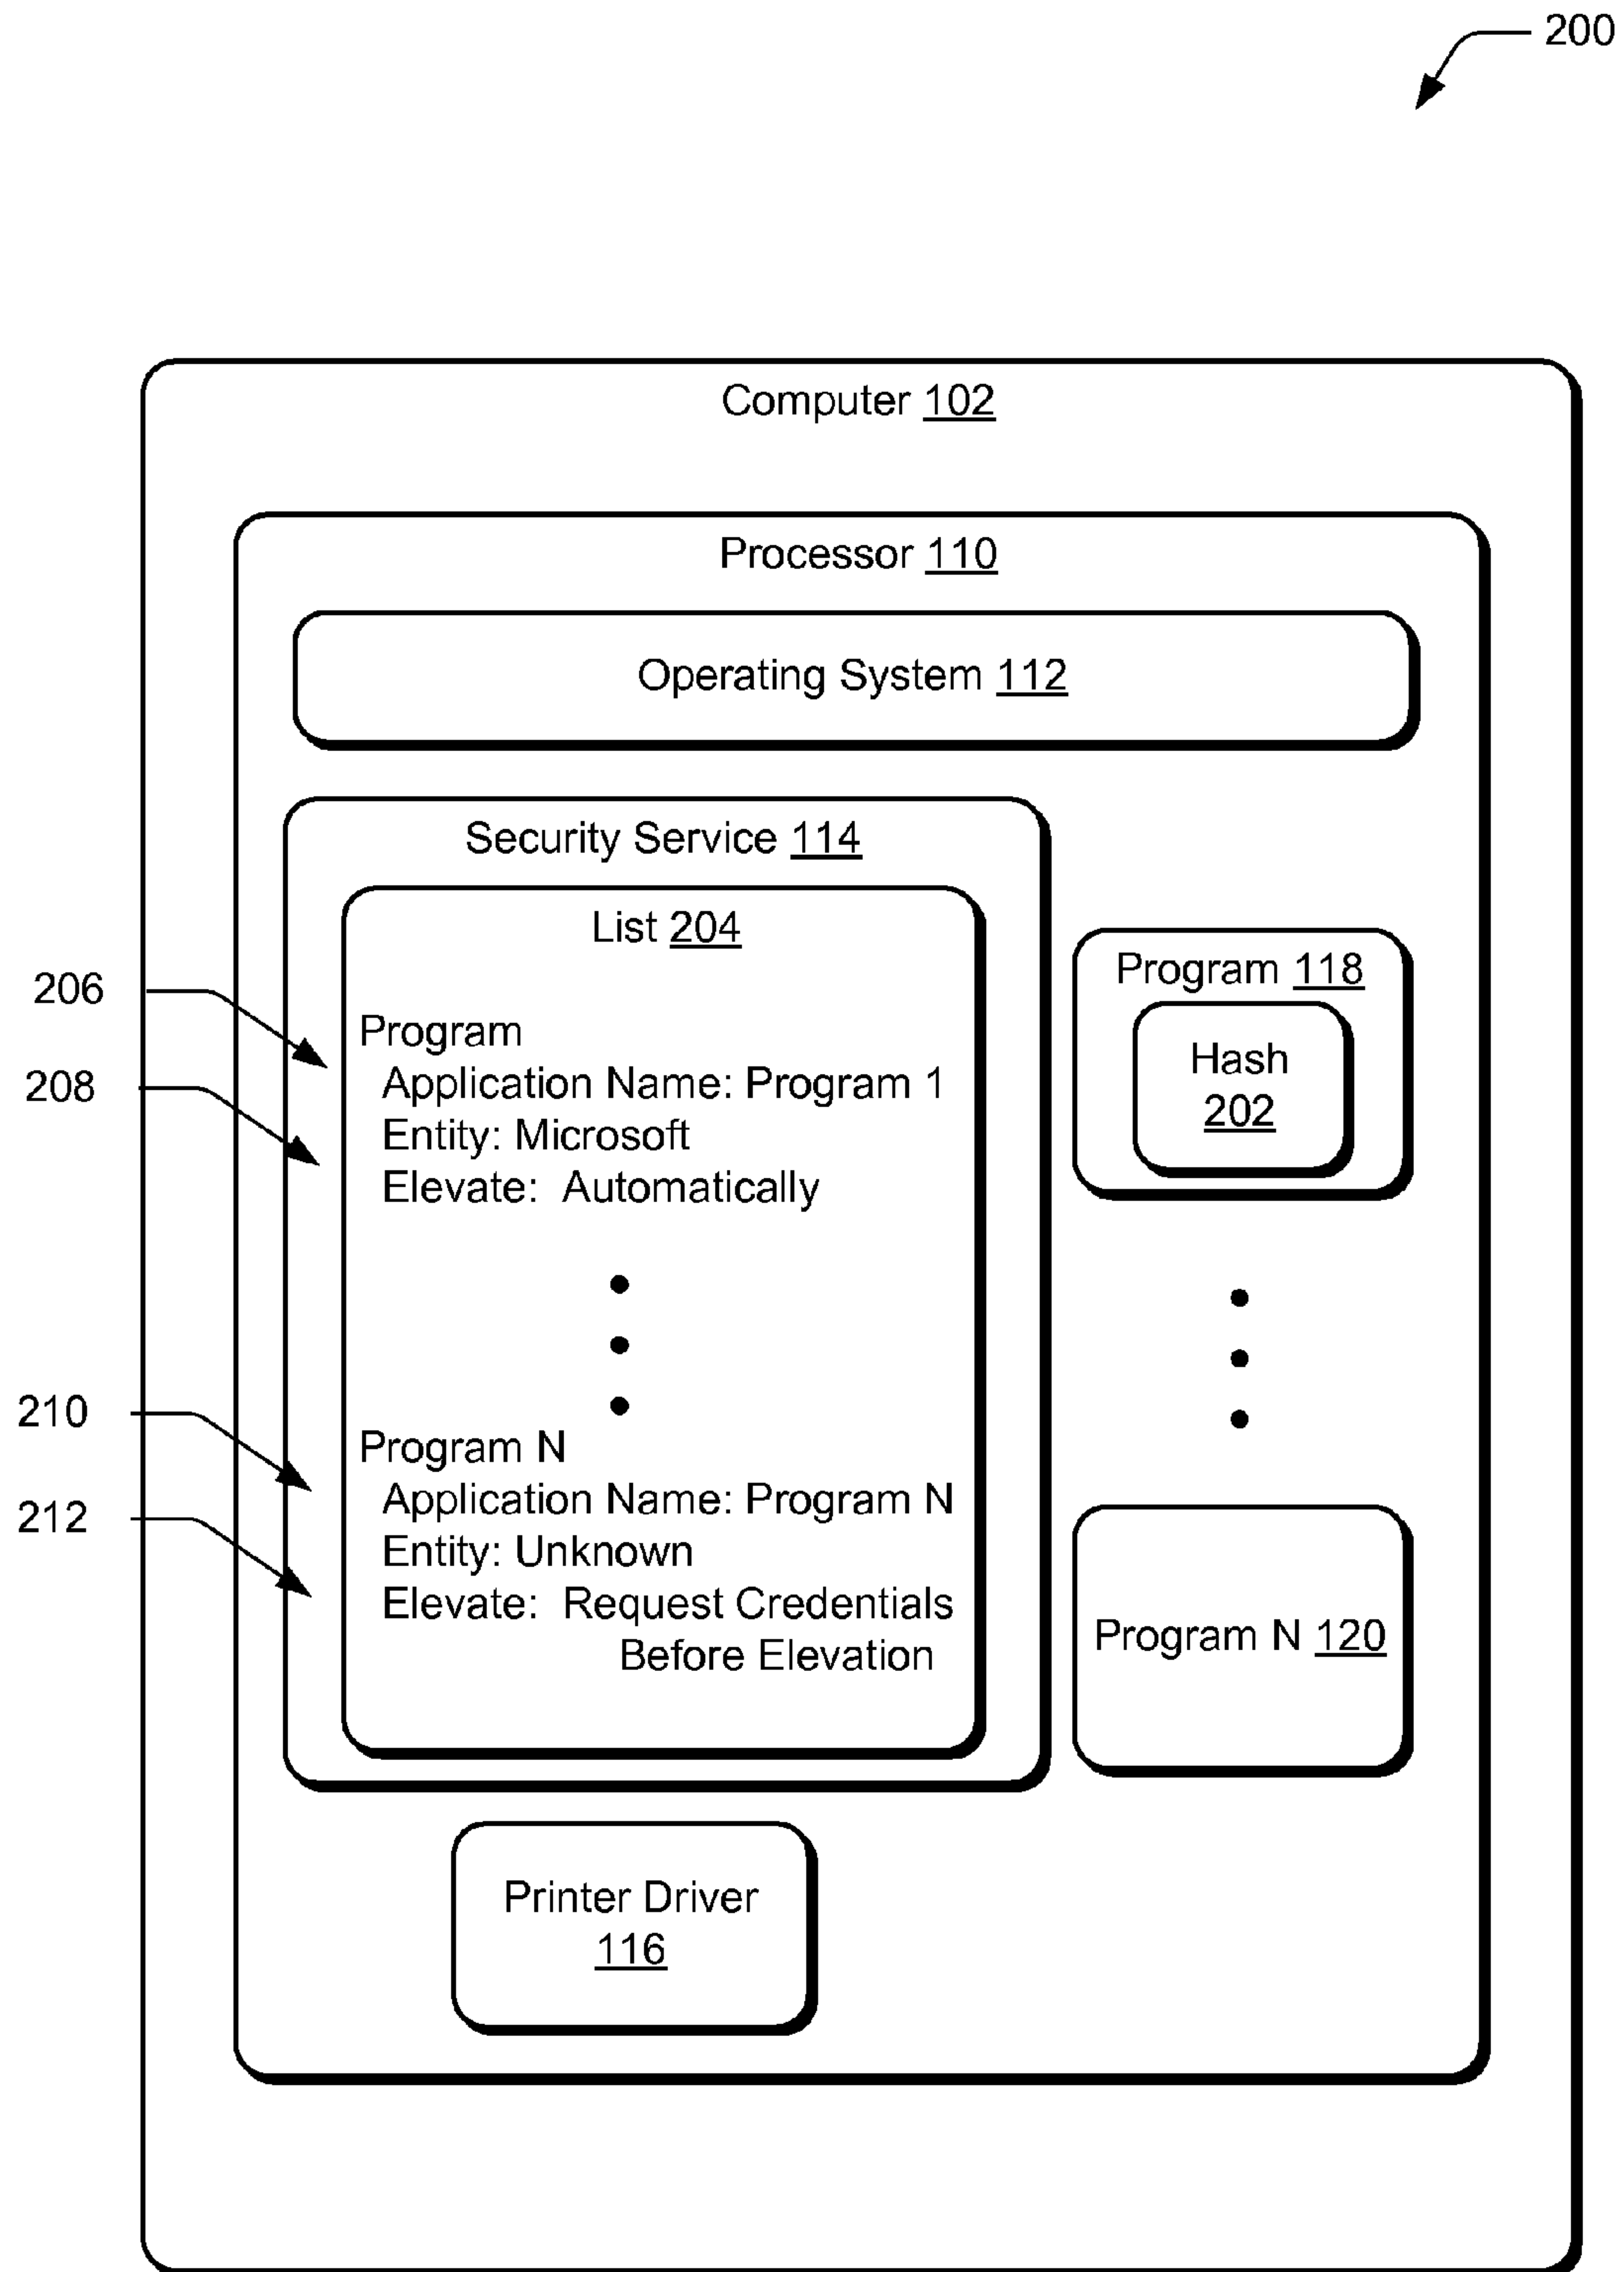 200
Computer 102
Processor 110
Operating System 112
Security Service 114
List 204
206
208
Program
Application Name: Program 1
Entity: Microsoft
Elevate: Automatically
210
212
Program N
Application Name: Program N
Entity: Unknown
Elevate: Request Credentials
Before Elevation
Program 118
Hash
202
Program N 120
Printer Driver
116